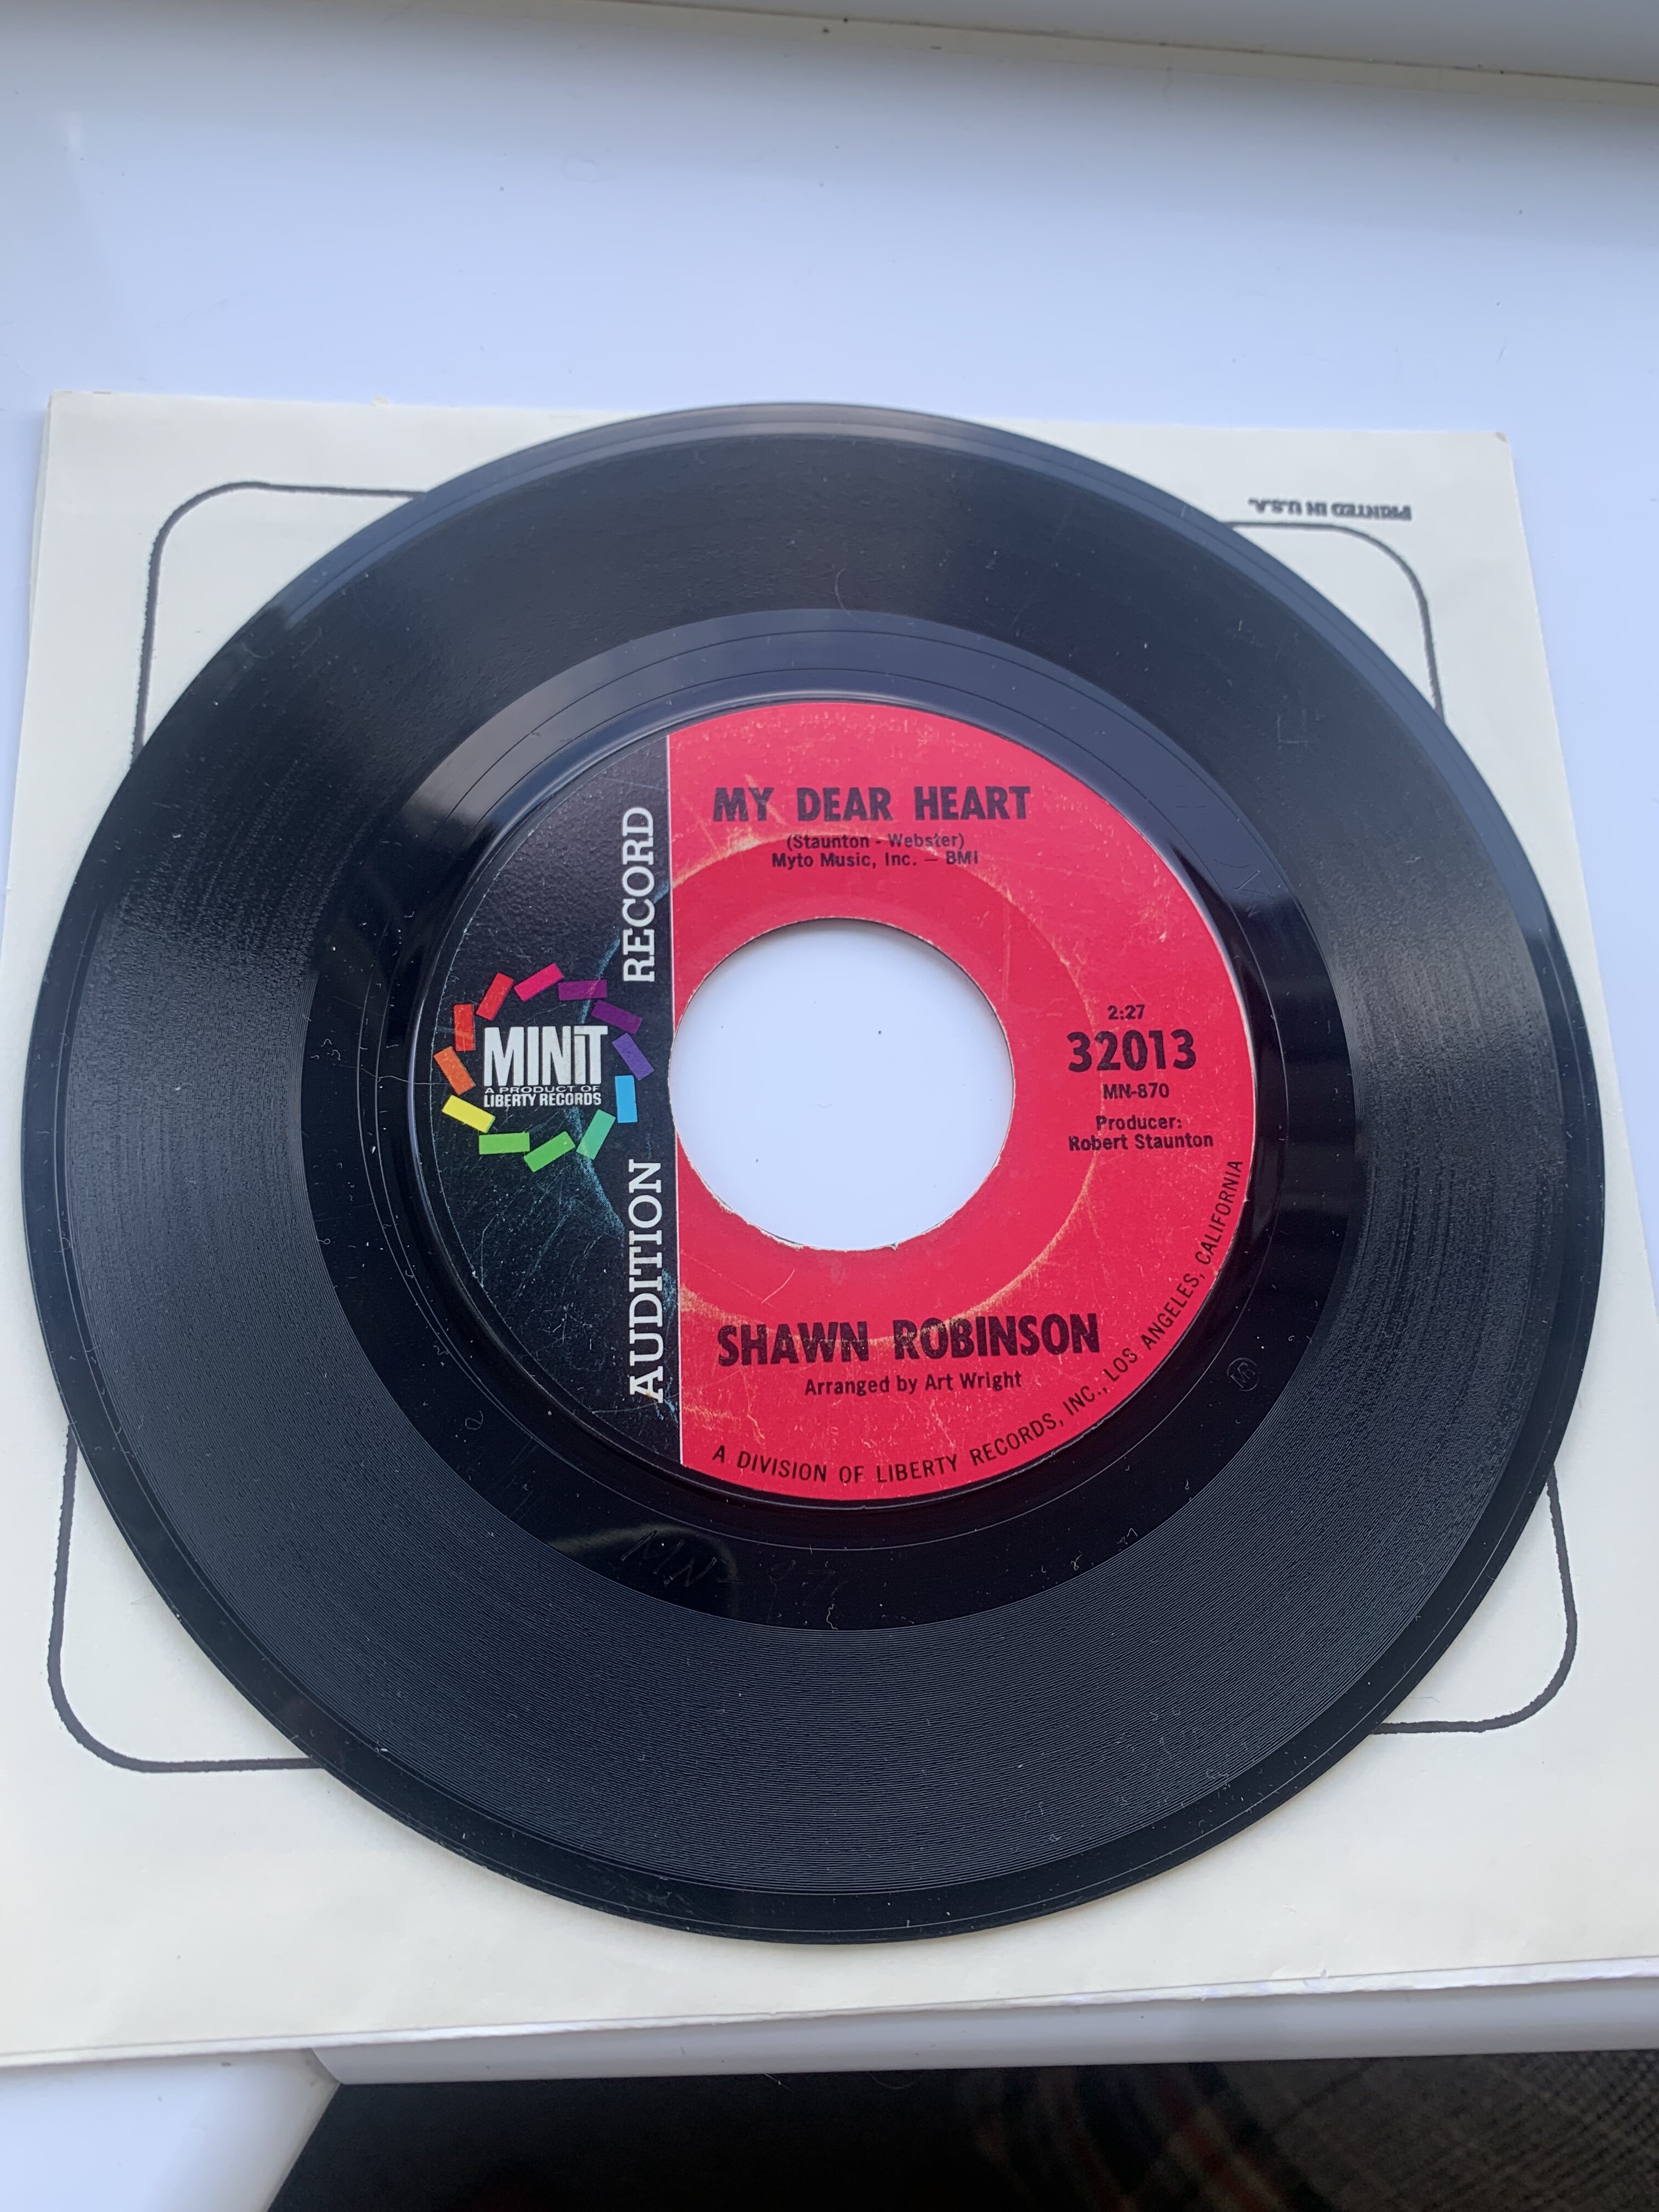 PRINTED IN U.S.A.
MY DEAR HEART
(Staunton - Webster)
Myto Music, Inc. — BMI
AUDITION RECORD
MINIT
A PRODUCT OF
LIBERTY RECORDS
2:27
32013
MN-870
Producer:
Robert Staunton
SHAWN ROBINSON
Arranged by Art Wright
A DIVISION OF LIBERTY RECORDS, INC., LOS ANGELES, CALIFORNIA